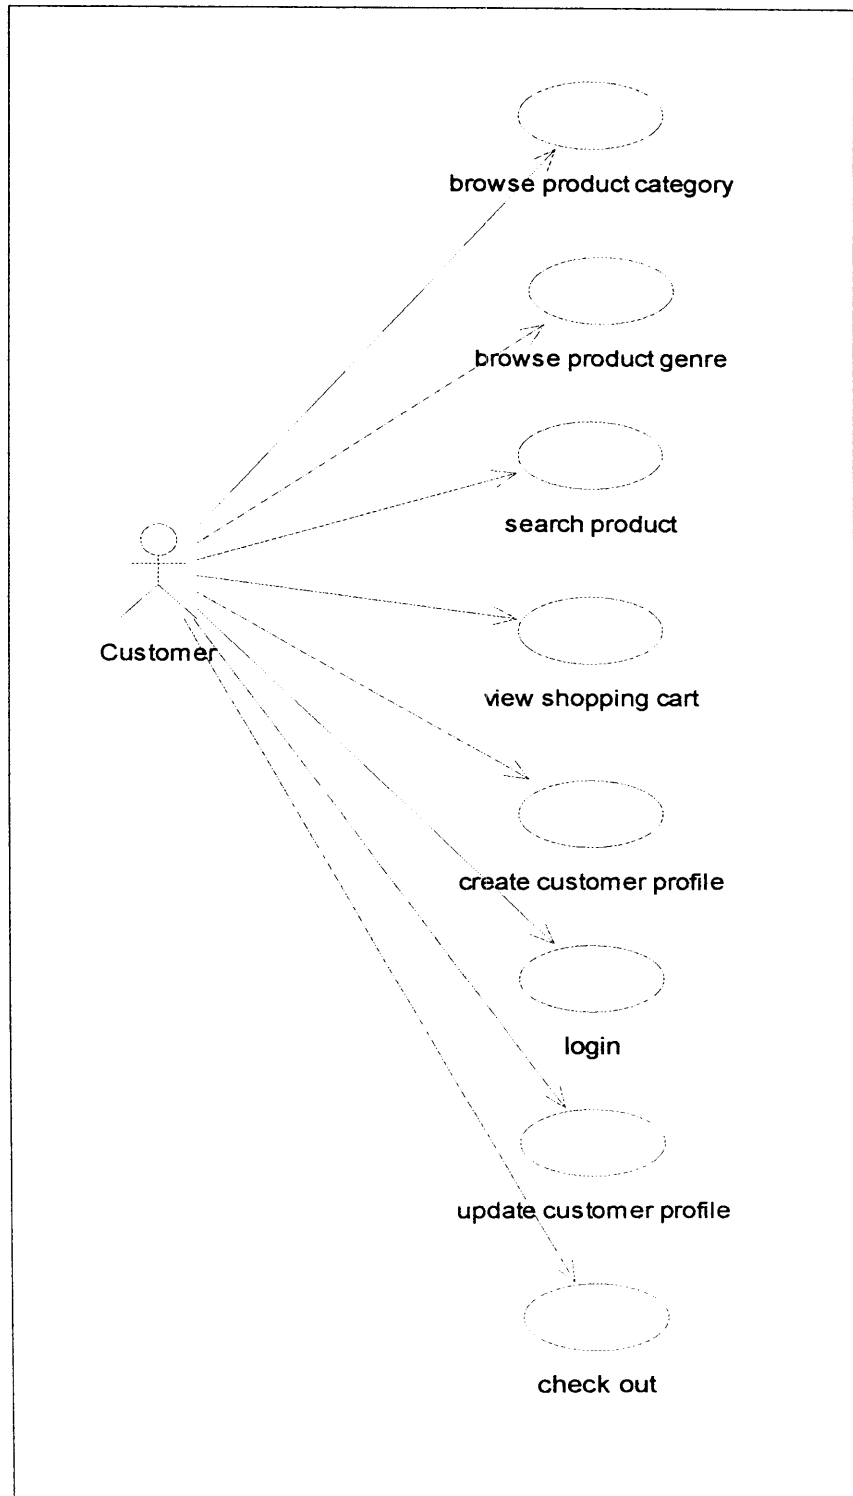 browse product category
browse product genre
search product
Customer
view shopping cart
create customer profile
login
update customer profile
check out